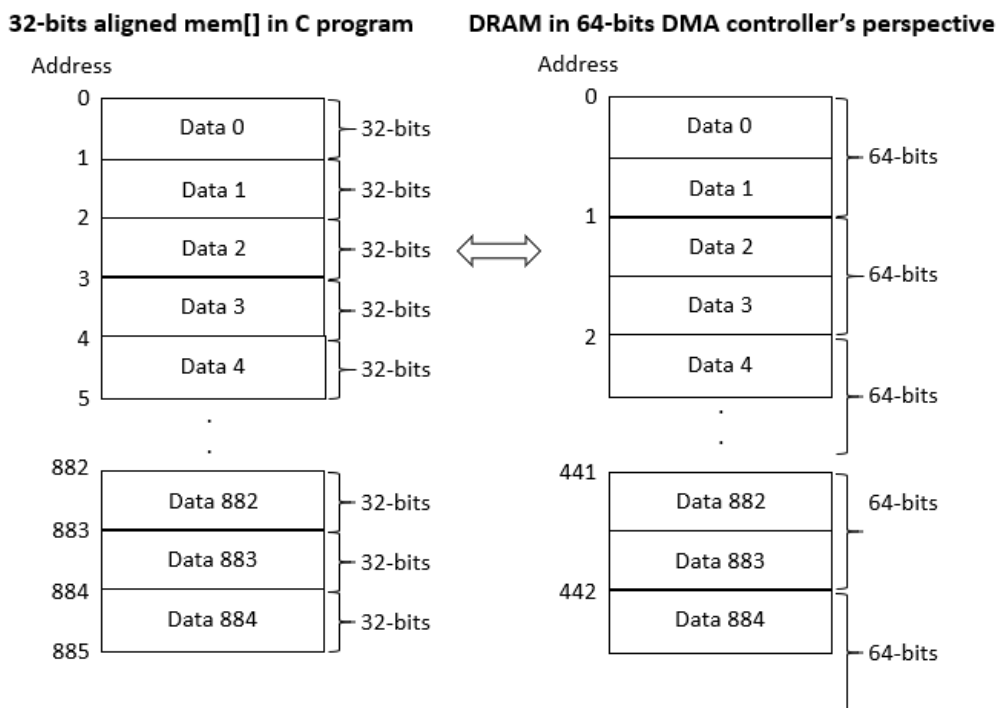 32-bits aligned mem[] in C program
Address
0
Data 0
32-bits
1
Data 1
32-bits
2
Data 2
32-bits
3
Data 3
32-bits
4
Data 4
32-bits
5
.
.
882
Data 882
32-bits
883
Data 883
32-bits
884
Data 884
32-bits
885
DRAM in 64-bits DMA controller’s perspective
Address
0
Data 0
64-bits
Data 1
1
Data 2
64-bits
Data 3
2
Data 4
64-bits
.
.
441
Data 882
64-bits
Data 883
442
Data 884
64-bits